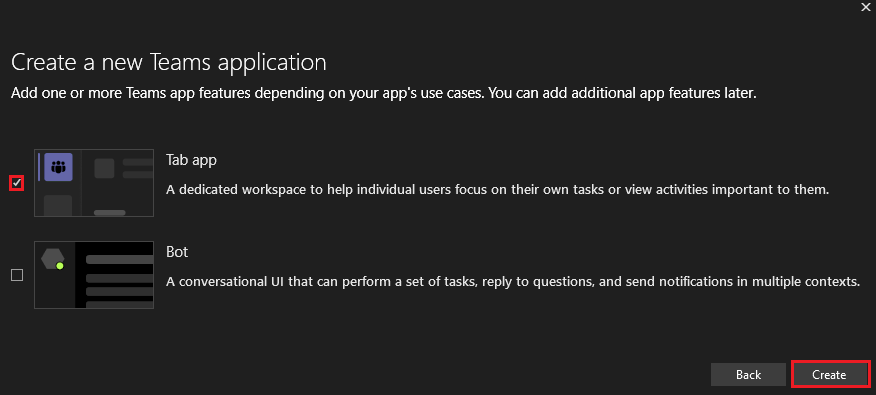 Create a new Teams application
Add one or more Teams app features depending on your app's use cases. You can add additional app features later.
Tab app
A dedicated workspace to help individual users focus on their own tasks or view activities important to them.
Bot
A conversational UI that can perform a set of tasks, reply to questions, and send notifications in multiple contexts.
Back Create